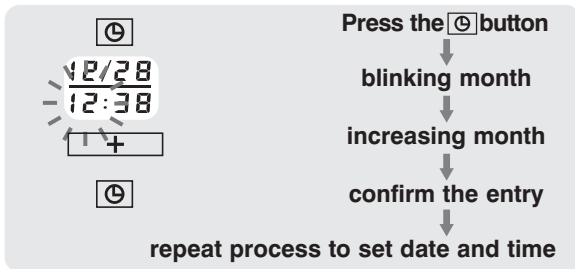 Press the button
12/28
blinking month
12:38
increasing month
+
confirm the entry
repeat process to set date and time